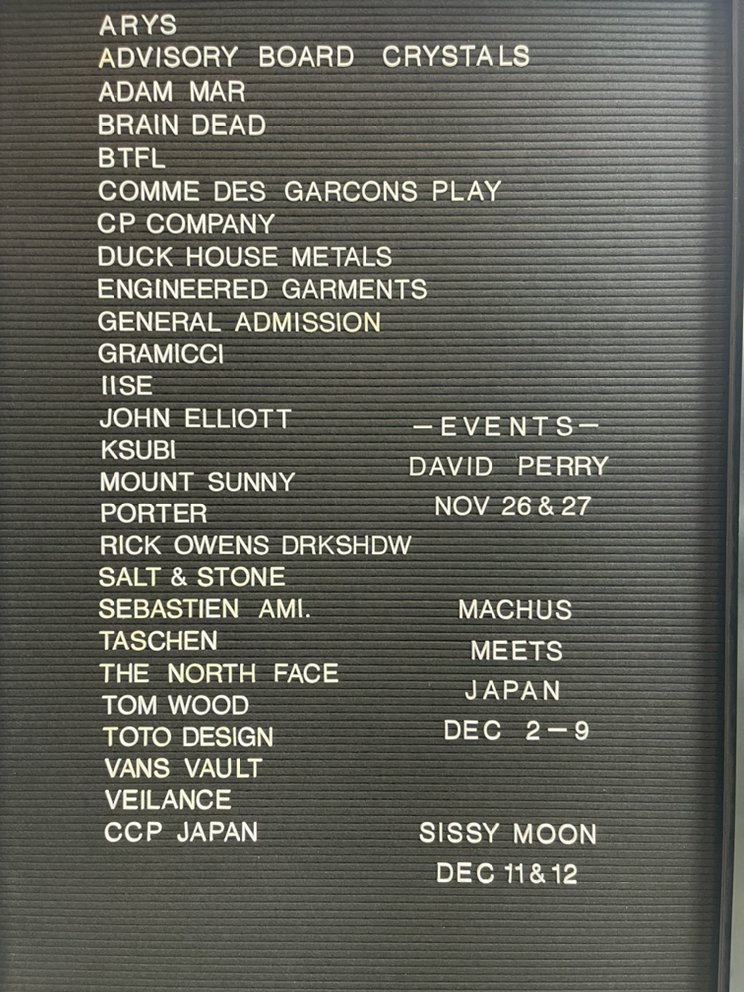 ARYS
ADVISORY BOARD CRYSTALS
ADAM MAR
BRAIN DEAD
BTFL
COMME DES GARCONS PLAY
CP COMPANY
DUCK HOUSE METALS
ENGINEERED GARMENTS
GENERAL ADMISSION
GRAMICCI
IISE
JOHN ELLIOTT
KSUBI
MOUNT SUNNY
PORTER
RICK OWENS DRKSHDW
SALT & STONE
SEBASTIEN AMI.
TASCHEN
THE NORTH FACE
TOM WOOD
TOTO DESIGN
VANS VAULT
VEILANCE
CCP JAPAN
—EVENTS—
DAVID PERRY
NOV 26 & 27
MACHUS
MEETS
JAPAN
DEC 2—9
SISSY MOON
DEC 11 & 12